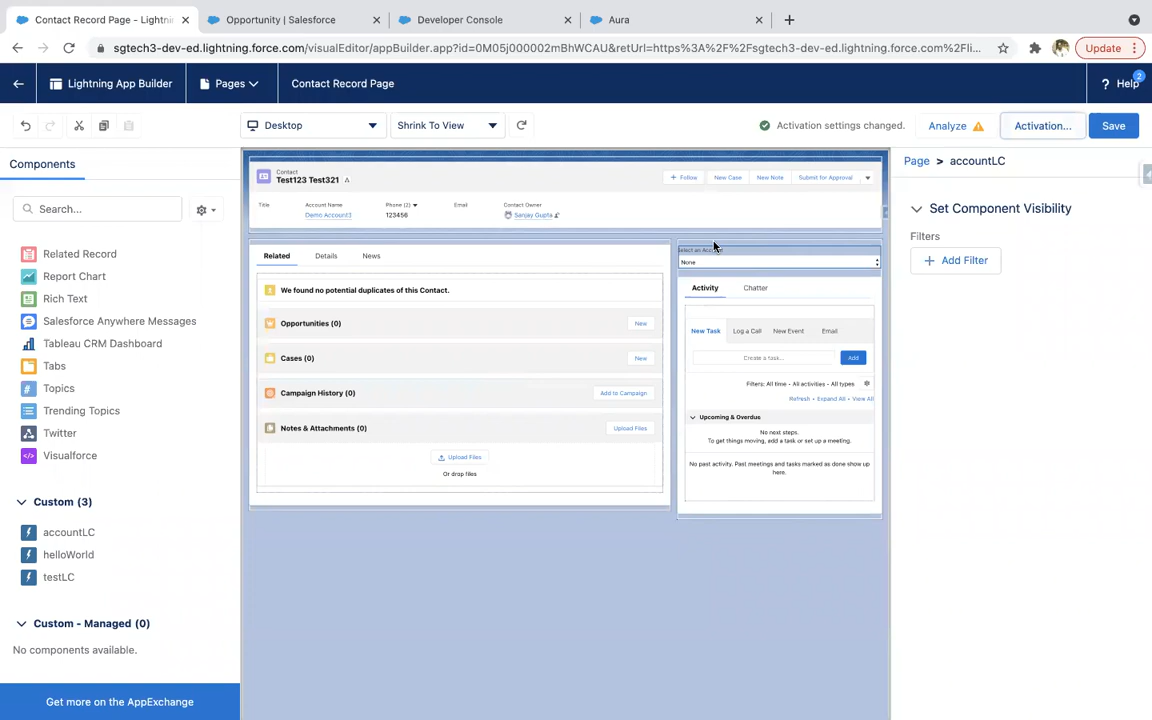 Contact Record Page - Lightnin
Opportunity | Salesforce
Developer Console
Aura
sgtech3-dev-ed.lightning.force.com/visualEditor/appBuilder.app?id=0M05j000002mBhWCAU&retUrl=https%3A%2F%2Fsgtech3-dev-ed.lightning.force.com%2Fli...
Update
Lightning App Builder
Pages
Contact Record Page
2
Help
Desktop
Shrink To View
Activation settings changed.
Analyze
Activation...
Save
Components
Search...
Related Record
Report Chart
Rich Text
Salesforce Anywhere Messages
Tableau CRM Dashboard
Tabs
Topics
Trending Topics
Twitter
Visualforce
Custom (3)
accountLC
helloWorld
testLC
Custom - Managed (0)
No components available.
Get more on the AppExchange
Contact
Test123 Test321
+ Follow
New Case
New Note
Submit for Approval
Title
Account Name
Phone (2)
Email
Contact Owner
Demo Account3
123456
Sanjay Gupta
Related
Details
News
We found no potential duplicates of this Contact.
Opportunities (0)
New
Cases (0)
New
Campaign History (0)
Add to Campaign
Notes & Attachments (0)
Upload Files
Upload Files
Or drop files
Select an
None
Activity
Chatter
New Task
Log a Call
New Event
Email
Create a task...
Add
Filters: All time • All activities • All types
Refresh • Expand All • View All
Upcoming & Overdue
No next steps.
To get things moving, add a task or set up a meeting.
No past activity. Past meetings and tasks marked as done show up
here.
Page > accountLC
Set Component Visibility
Filters
+ Add Filter